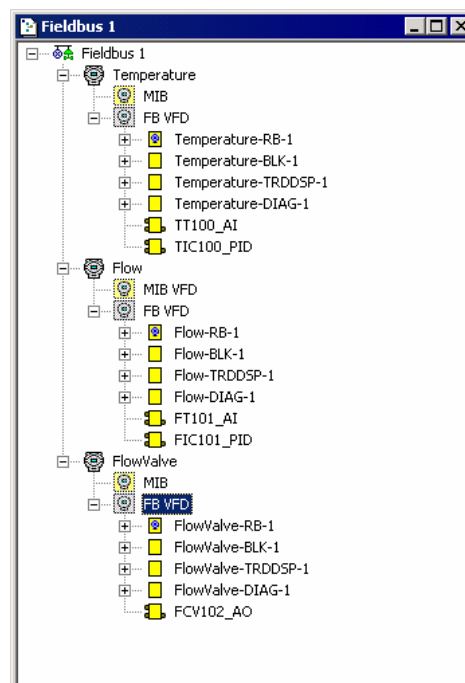 Fieldbus 1
Fieldbus 1
Temperature
MIB
FB VFD
Temperature-RB-1
Temperature-BLK-1
Temperature-TRDDSP-1
Temperature-DIAG-1
TT100_AI
TIC100_PID
Flow
MIB VFD
FB VFD
Flow-RB-1
Flow-BLK-1
Flow-TRDDSP-1
Flow-DIAG-1
FT101_AI
FIC101_PID
FlowValve
MIB
FB VFD
FlowValve-RB-1
FlowValve-BLK-1
FlowValve-TRDDSP-1
FlowValve-DIAG-1
FCV102_AO